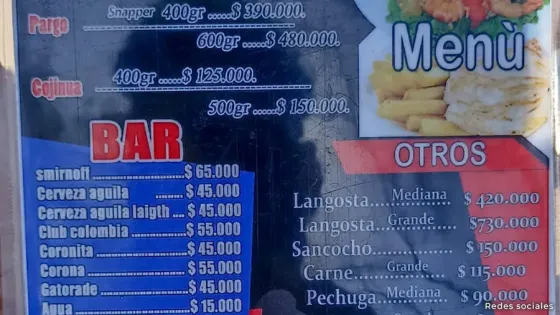 Snapper 400gr .....$ 390.000.
Pargo
600gr .....$ 480.000.
400gr .....$ 125.000.
Cojinua
500gr .....$ 150.000.
BAR
smirnoff ..................$ 65.000
Cerveza aguila .......$ 45.000
Cerveza aguila laigth ....$ 45.000
Club colombia ..............$ 55.000
Coronita ......................$ 45.000
Corona .........................$ 55.000
Gatorade .....................$ 45.000
Agua ............................$ 15.000
Menù
OTROS
Langosta..Mediana.. $ 420.000
Langosta..Grande.. $730.000
Sancocho................ $ 150.000
Carne..Grande.. $ 115.000
Pechuga..Mediana.. $ 90.000
Redes sociales